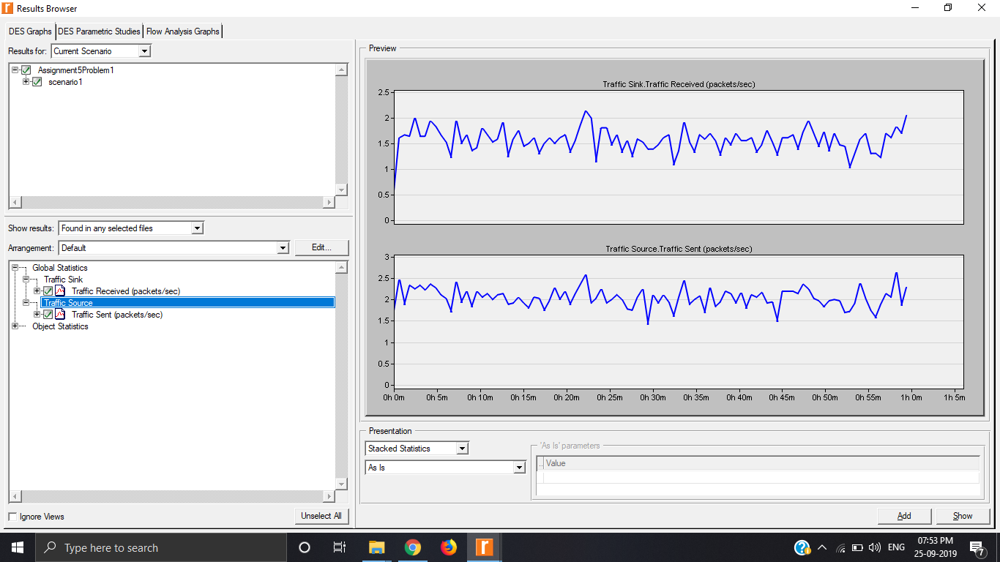 Results Browser
DES Graphs DES Parametric Studies Flow Analysis Graphs
Results for: Current Scenario
Assignment5Problem1
scenario1
Show results: Found in any selected files
Arrangement: Default Edit...
Global Statistics
Traffic Sink
Traffic Received (packets/sec)
Traffic Source
Traffic Sent (packets/sec)
Object Statistics
Ignore Views Unselect All
Preview
Traffic Sink.Traffic Received (packets/sec)
2.5
2
1.5
1
0.5
0
Traffic Source.Traffic Sent (packets/sec)
3
2.5
2
1.5
1
0.5
0
0h 0m 0h 5m 0h 10m 0h 15m 0h 20m 0h 25m 0h 30m 0h 35m 0h 40m 0h 45m 0h 50m 0h 55m 1h 0m 1h 5m
Presentation
Stacked Statistics
As Is
'As Is' parameters
.. Value
Add Show
Type here to search
ENG
07:53 PM
25-09-2019
7